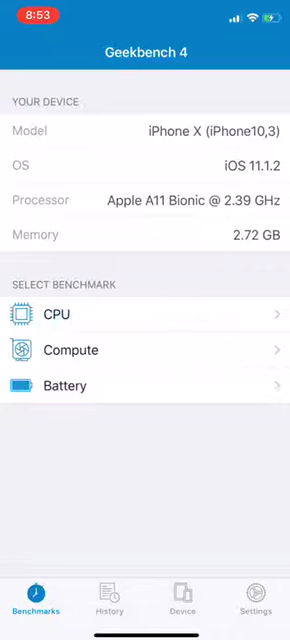 8:53
Geekbench 4
YOUR DEVICE
Model iPhone X (iPhone10,3)
OS iOS 11.1.2
Processor Apple A11 Bionic @ 2.39 GHz
Memory 2.72 GB
SELECT BENCHMARK
CPU
Compute
Battery
Benchmarks History Device Settings